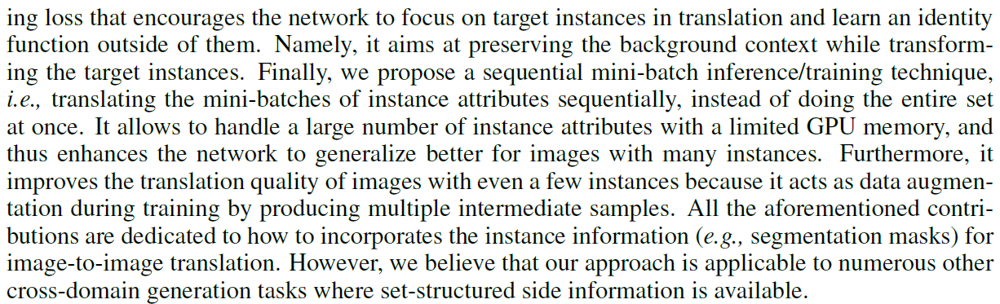 ing loss that encourages the network to focus on target instances in translation and learn an identity
function outside of them. Namely, it aims at preserving the background context while transform-
ing the target instances. Finally, we propose a sequential mini-batch inference/training technique,
i.e., translating the mini-batches of instance attributes sequentially, instead of doing the entire set
at once. It allows to handle a large number of instance attributes with a limited GPU memory, and
thus enhances the network to generalize better for images with many instances. Furthermore, it
improves the translation quality of images with even a few instances because it acts as data augmen-
tation during training by producing multiple intermediate samples. All the aforementioned contri-
butions are dedicated to how to incorporates the instance information (e.g., segmentation masks) for
image-to-image translation. However, we believe that our approach is applicable to numerous other
cross-domain generation tasks where set-structured side information is available.